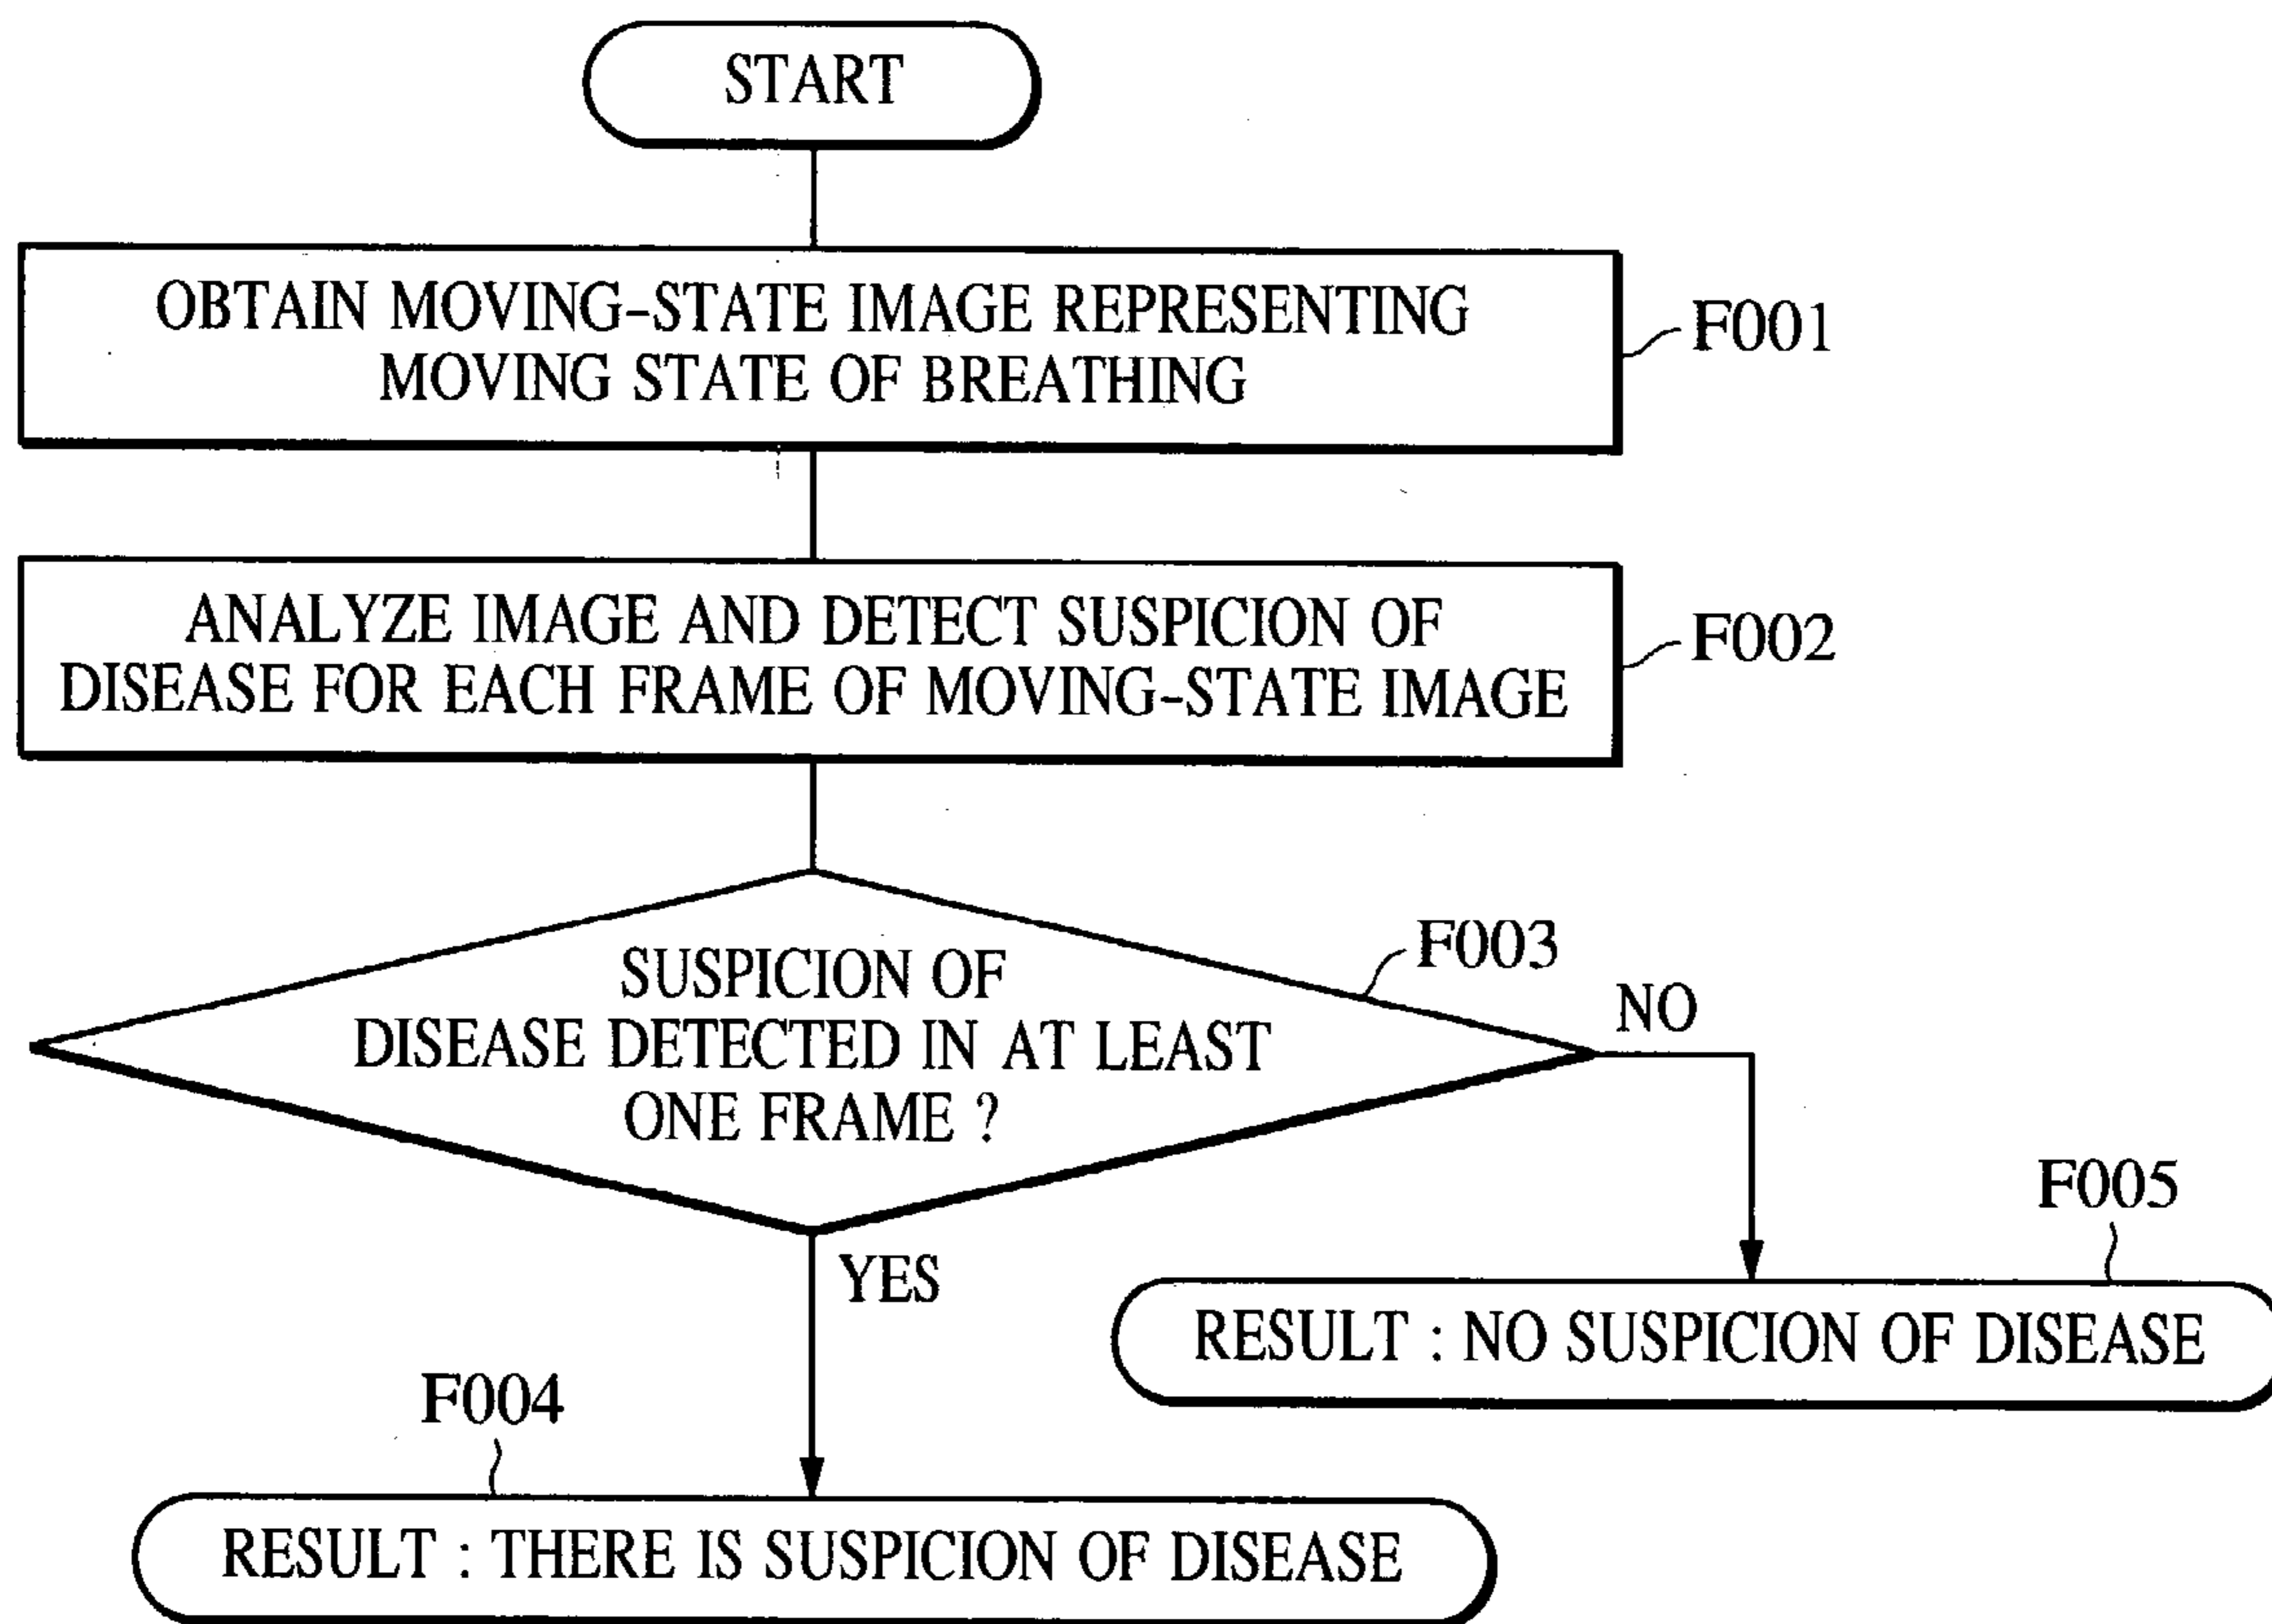 START
OBTAIN MOVING-STATE IMAGE REPRESENTING
MOVING STATE OF BREATHING
F001
ANALYZE IMAGE AND DETECT SUSPICION OF
DISEASE FOR EACH FRAME OF MOVING-STATE IMAGE
F002
SUSPICION OF
DISEASE DETECTED IN AT LEAST
ONE FRAME ?
F003
NO
YES
F005
RESULT : NO SUSPICION OF DISEASE
F004
RESULT : THERE IS SUSPICION OF DISEASE